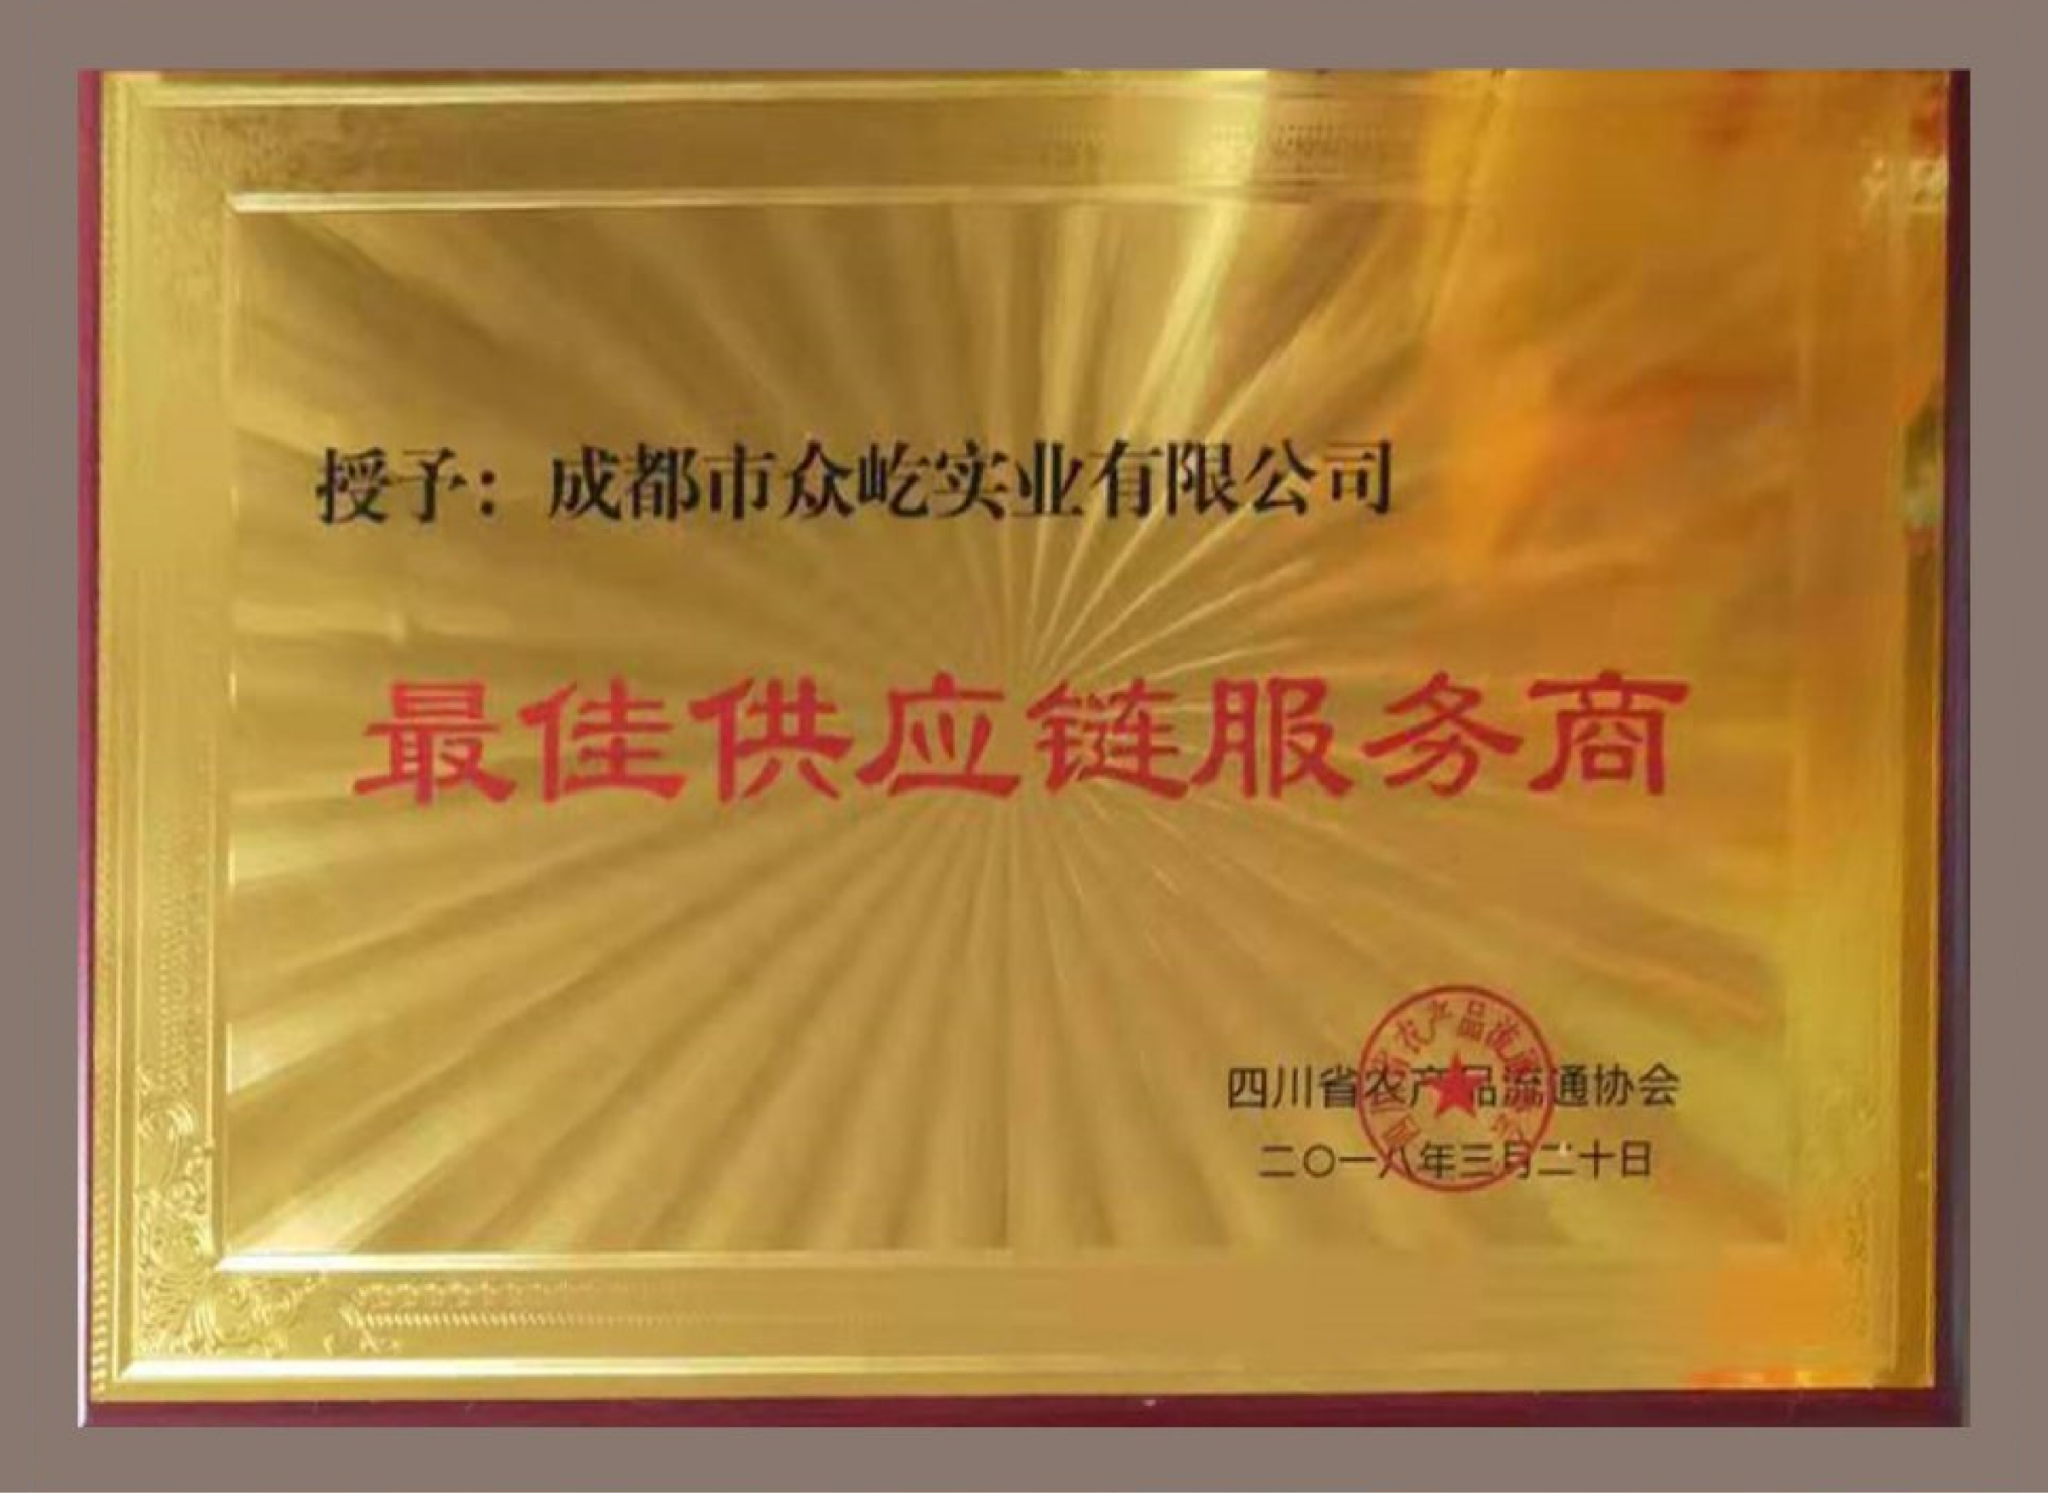 授予：成都市众屹实业有限公司
最佳供应链服务商
四川省农产品流通协会
二〇一八年三月二十日